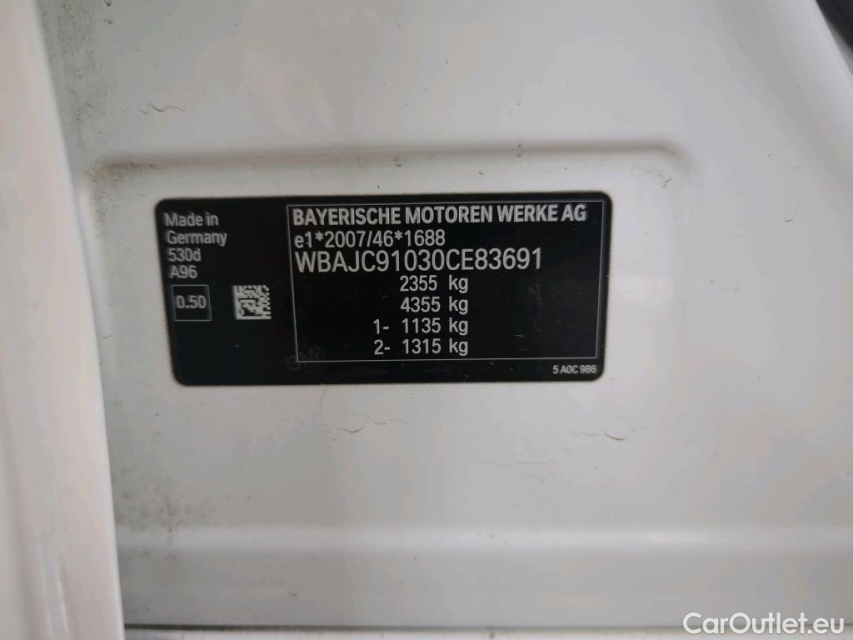 Made in
Germany
530d
A96
0.50
BAYERISCHE MOTOREN WERKE AG
e1*2007/46*1688
WBAJC91030CE83691
2355 kg
4355 kg
1- 1135 kg
2- 1315 kg
5 A0C 986
CarOutlet.eu